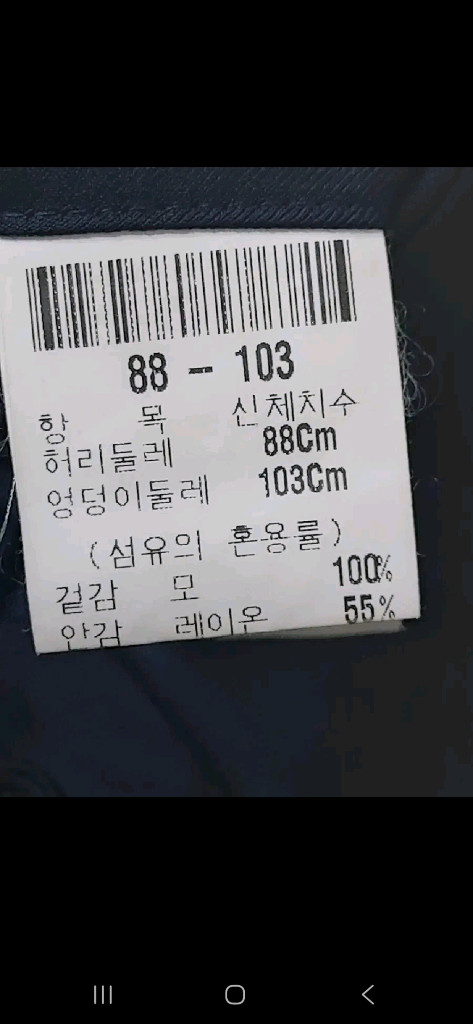 88 - 103
항 목 신체치수
허리둘레 88Cm
엉덩이둘레 103Cm
(섬유의 혼용률)
겉감 모 100%
안감 레이온 55%